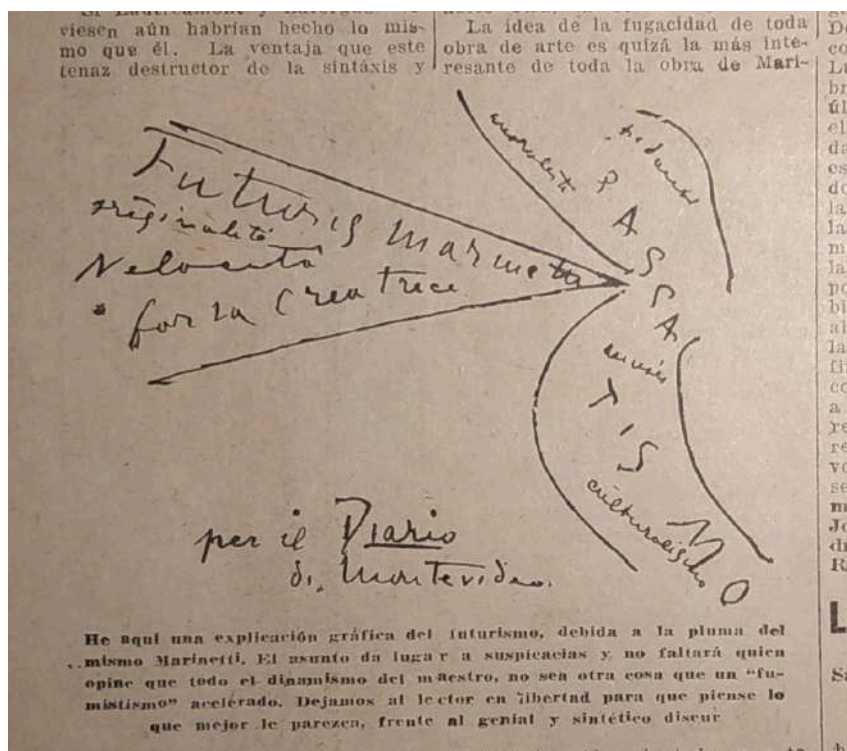 viesen aún habrían hecho lo mis-
mo que él. La ventaja que este
tenaz destructor de la sintáxis y
La idea de la fugacidad de toda
obra de arte es quizá la más inte-
resante de toda la obra de Mari-
Futuris marinetti
originalità
Velocità
forza creatrice
PASSATISMO
culturalismo
per il Diario
di Montevideo.
He aquí una explicación gráfica del futurismo, debida a la pluma del
mismo Marinetti. El asunto da lugar a suspicacias y no faltará quien
opine que todo el dinamismo del maestro, no sea otra cosa que un “fu-
mistismo” acelerado. Dejamos al lector en libertad para que piense lo
que mejor le parezca, frente al genial y sintético diseur